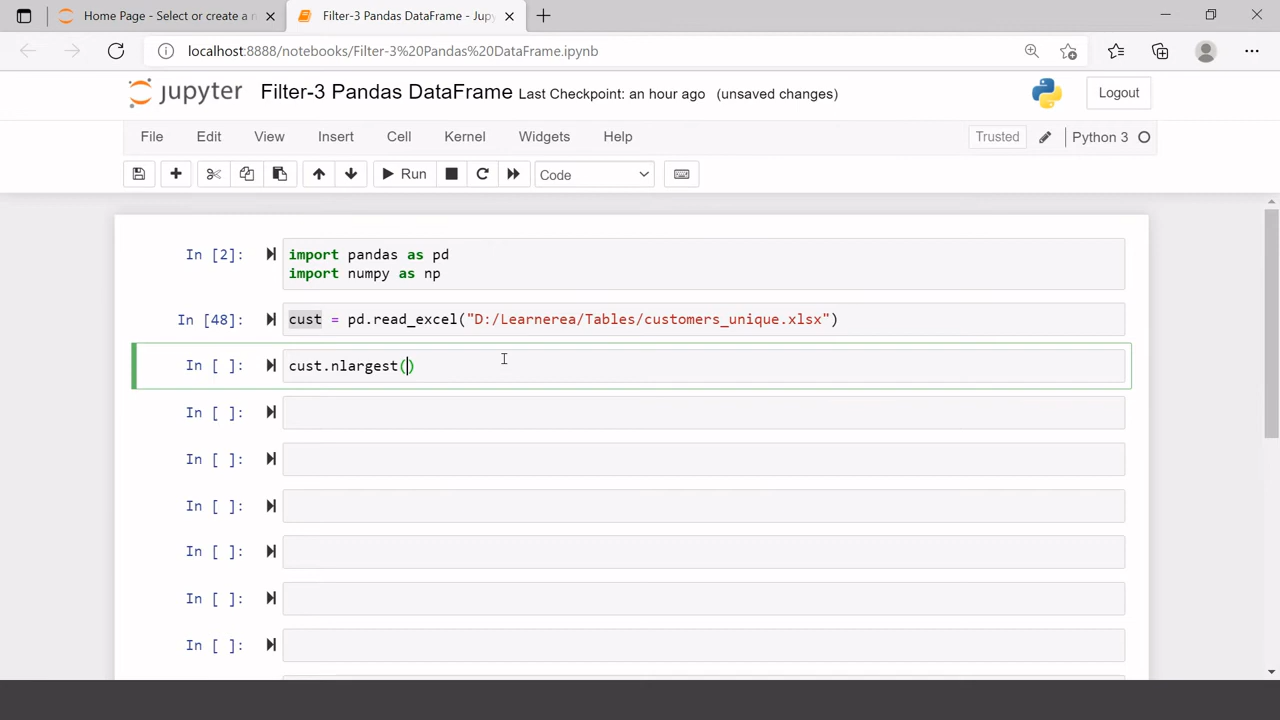 Home Page - Select or create a n
Filter-3 Pandas DataFrame - Jupy
localhost:8888/notebooks/Filter-3%20Pandas%20DataFrame.ipynb
jupyter Filter-3 Pandas DataFrame Last Checkpoint: an hour ago (unsaved changes)
Logout
File Edit View Insert Cell Kernel Widgets Help
Trusted Python 3
Run Code
In [2]: import pandas as pd
import numpy as np
In [48]: cust = pd.read_excel("D:/Learnerea/Tables/customers_unique.xlsx")
In [ ]: cust.nlargest()
In [ ]:
In [ ]:
In [ ]:
In [ ]:
In [ ]:
In [ ]: